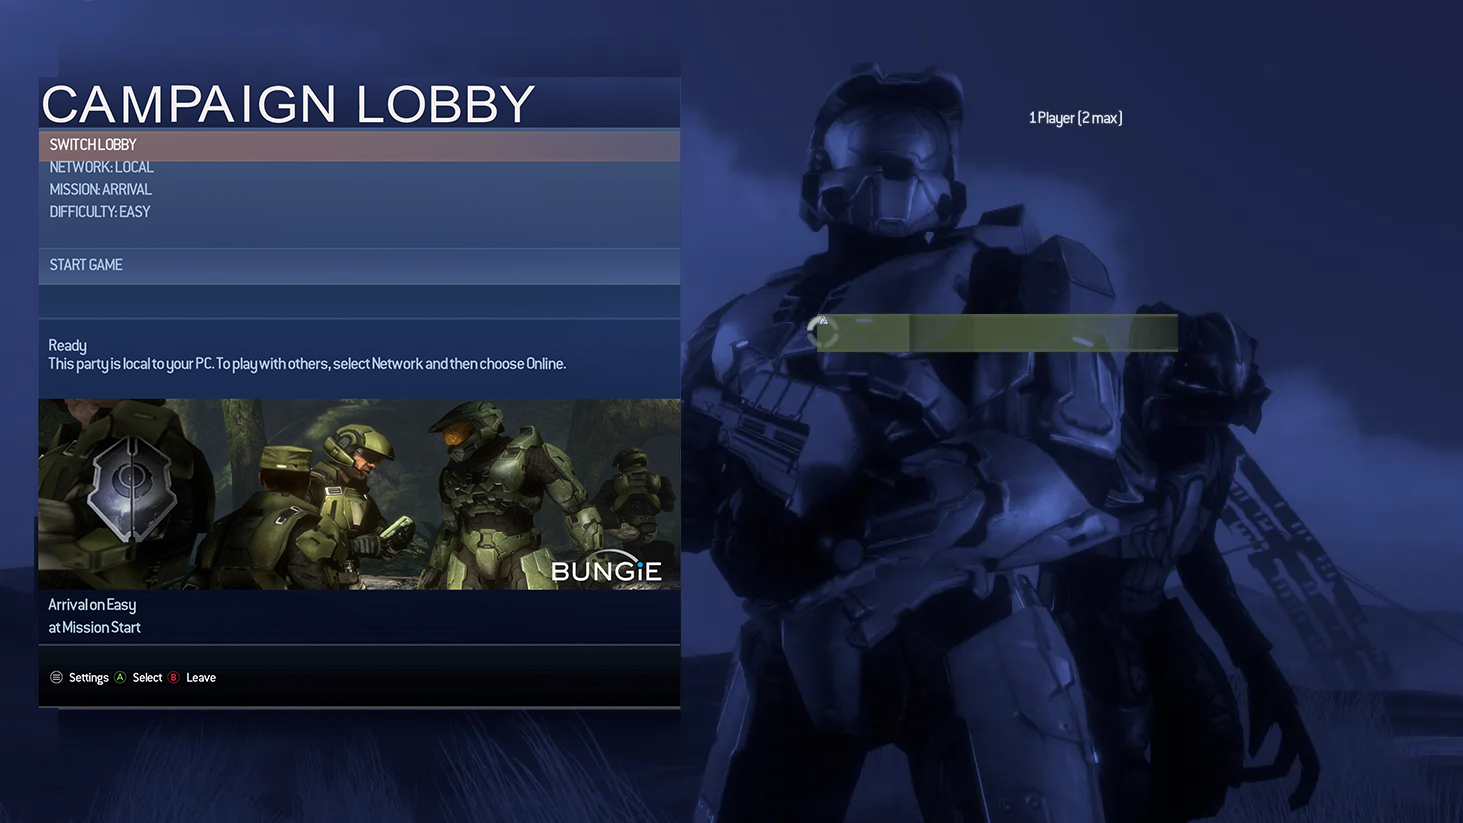 CAMPAIGN LOBBY
1 Player (2 max)
SWITCH LOBBY
NETWORK: LOCAL
MISSION: ARRIVAL
DIFFICULTY: EASY
START GAME
A
Ready
This party is local to your PC. To play with others, select Network and then choose Online.
BUNGiE
Arrival on Easy
at Mission Start
Settings A Select B Leave